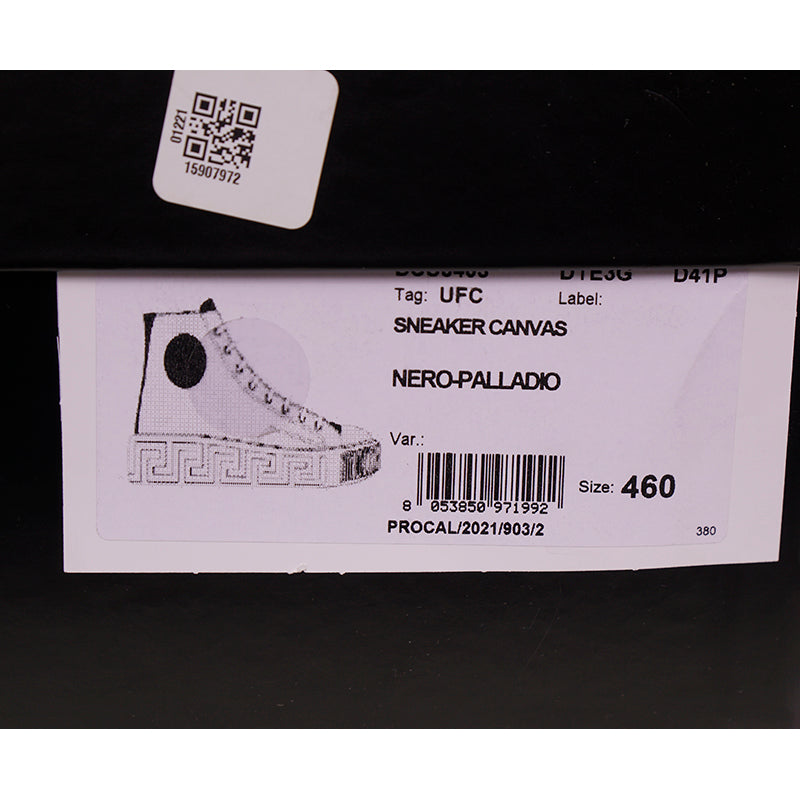 01221
15907972
D41P
Tag: UFC Label:
SNEAKER CANVAS
NERO-PALLADIO
Var.:
8 053850 971992
Size: 460
PROCAL/2021/903/2
380